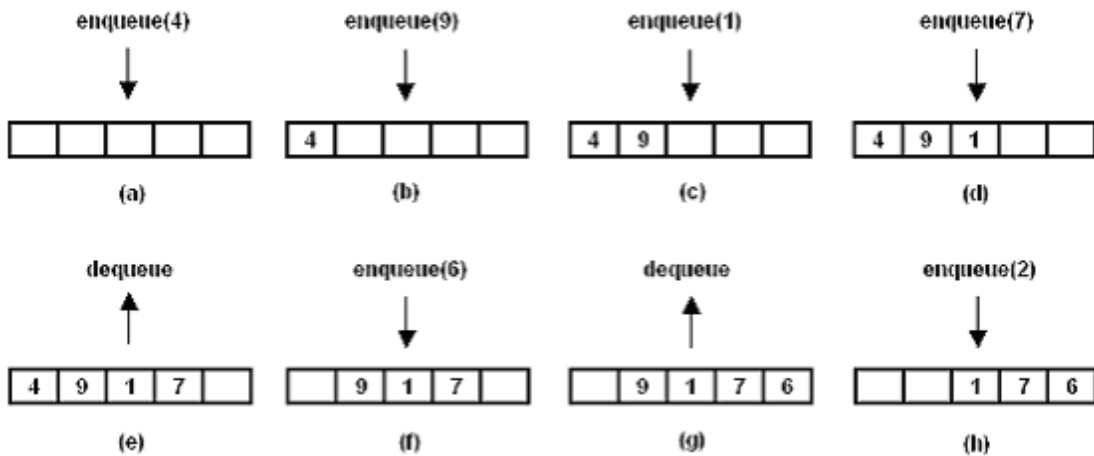 enqueue(4) enqueue(9) enqueue(1) enqueue(7)
4 4 9 4 9 1
(a) (b) (c) (d)
dequeue enqueue(6) dequeue enqueue(2)
4 9 1 7 9 1 7 9 1 7 6 1 7 6
(e) (f) (g) (h)